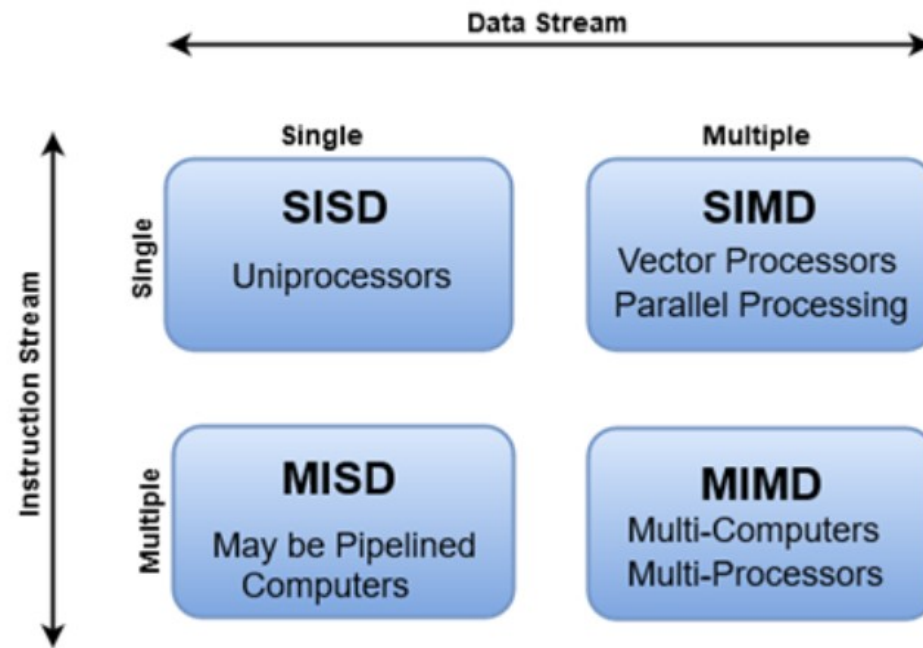 Data Stream
Single
Multiple
Instruction Stream
Single
SISD
Uniprocessors
SIMD
Vector Processors
Parallel Processing
Multiple
MISD
May be Pipelined
Computers
MIMD
Multi-Computers
Multi-Processors